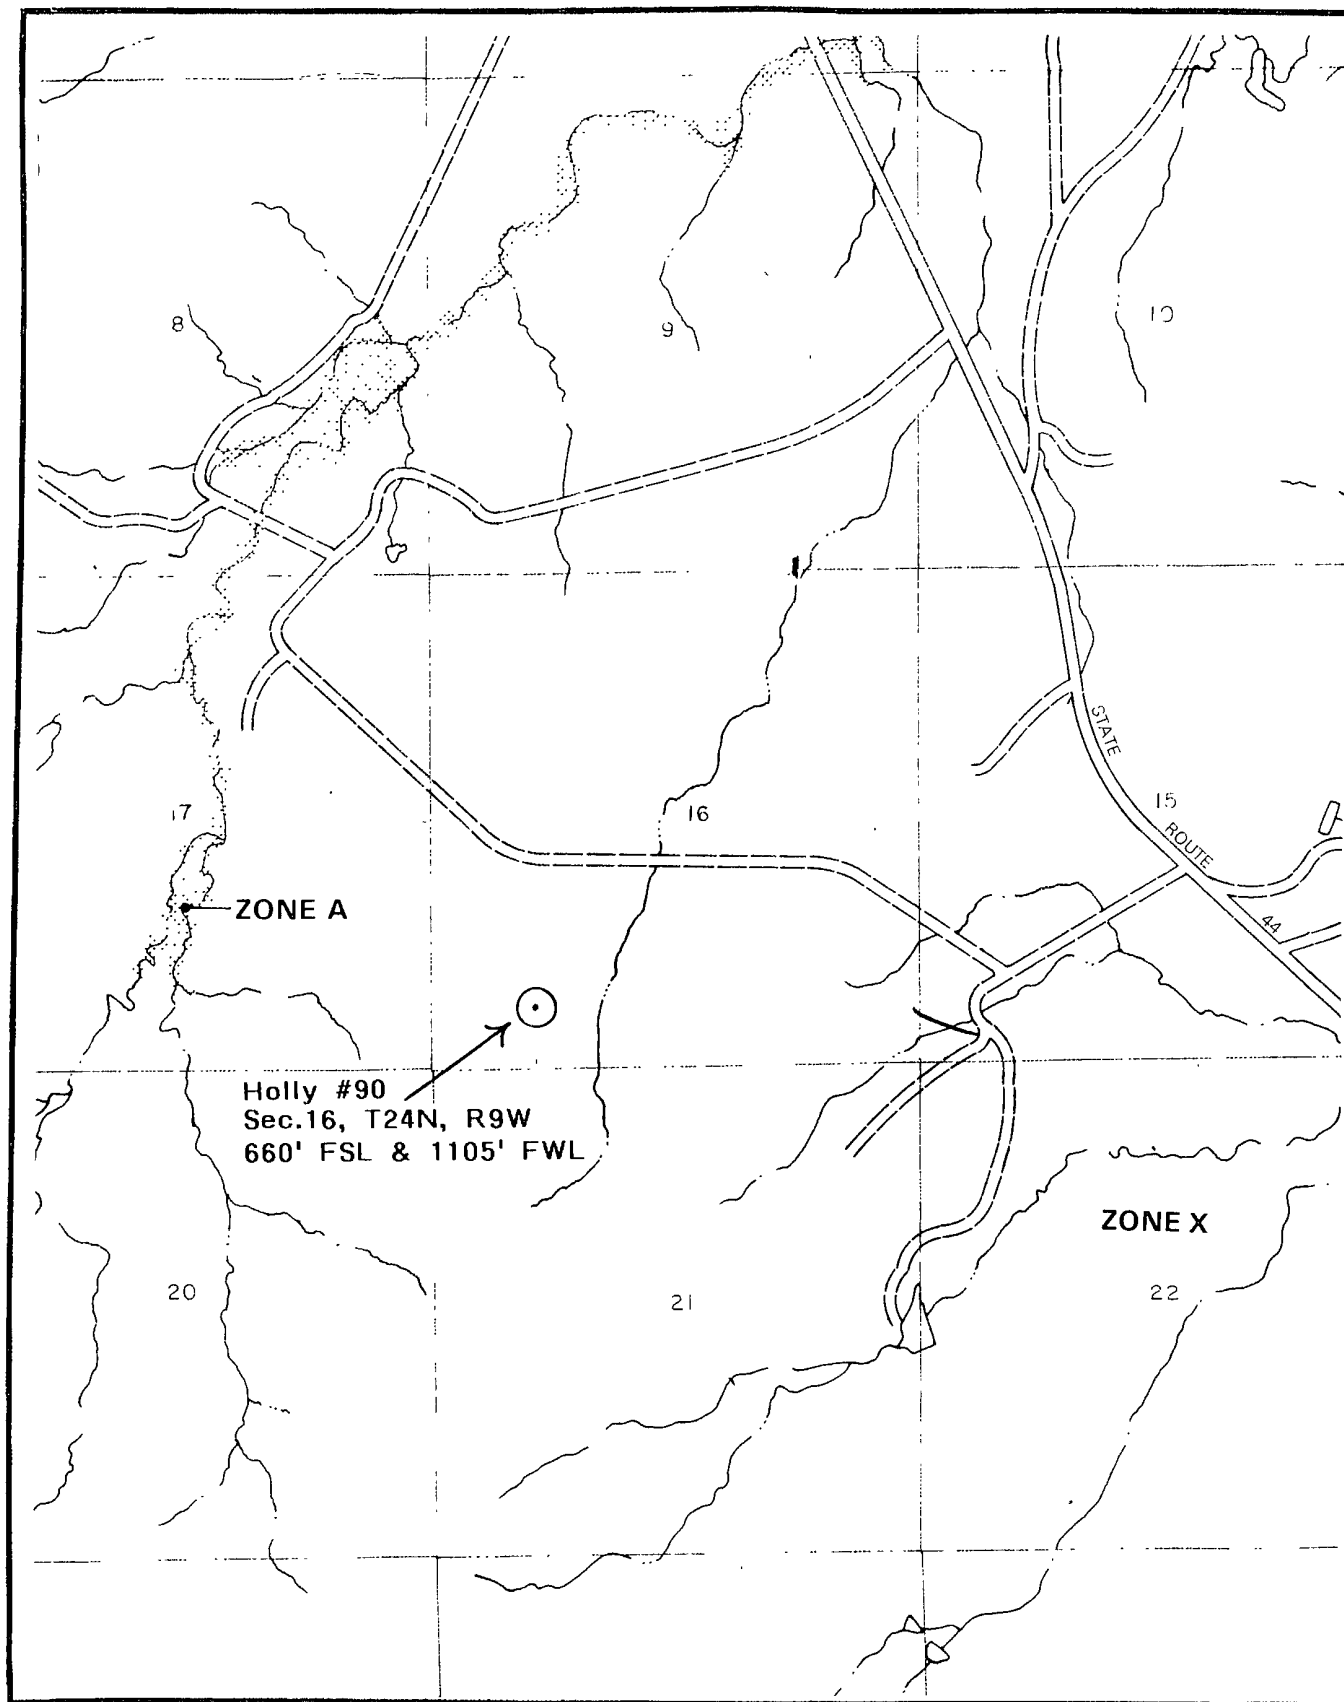 8
9
10
STATE
17
16
15
ROUTE
ZONE A
44
Holly #90
Sec.16, T24N, R9W
660' FSL & 1105' FWL
ZONE X
20
21
22